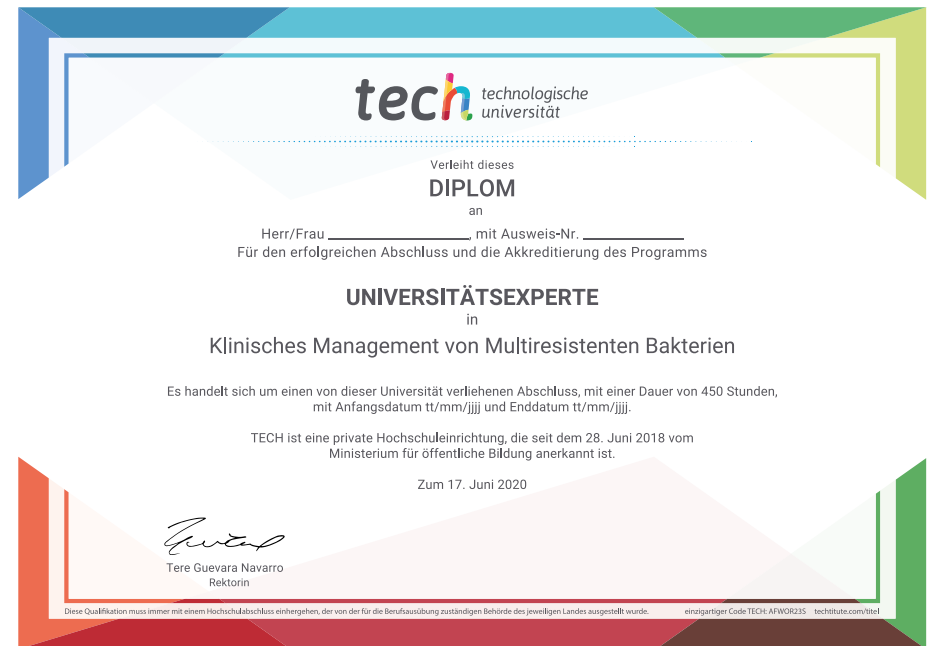 tech technologische
universität
Verleiht dieses
DIPLOM
an
Herr/Frau ____________, mit Ausweis-Nr. ____________
Für den erfolgreichen Abschluss und die Akkreditierung des Programms
UNIVERSITÄTSEXPERTE
in
Klinisches Management von Multiresistenten Bakterien
Es handelt sich um einen von dieser Universität verliehenen Abschluss, mit einer Dauer von 450 Stunden,
mit Anfangsdatum tt/mm/jjjj und Enddatum tt/mm/jjjj.
TECH ist eine private Hochschuleinrichtung, die seit dem 28. Juni 2018 vom
Ministerium für öffentliche Bildung anerkannt ist.
Zum 17. Juni 2020
Tere Guevara Navarro
Rektorin
Diese Qualifikation muss immer mit einem Hochschulabschluss einhergehen, der von der für die Berufsausübung zuständigen Behörde des jeweiligen Landes ausgestellt wurde. einzigartiger Code TECH: AFWOR23S techtitute.com/titel